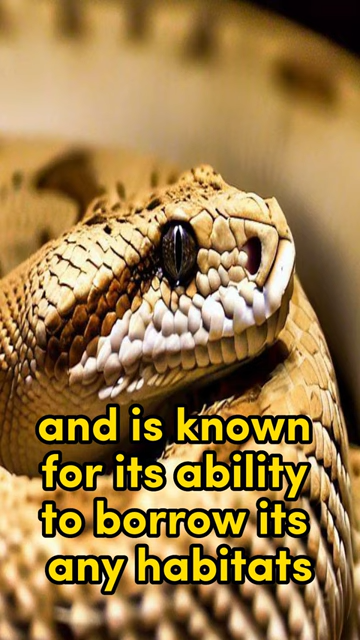 and is known
for its ability
to borrow its
any habitats